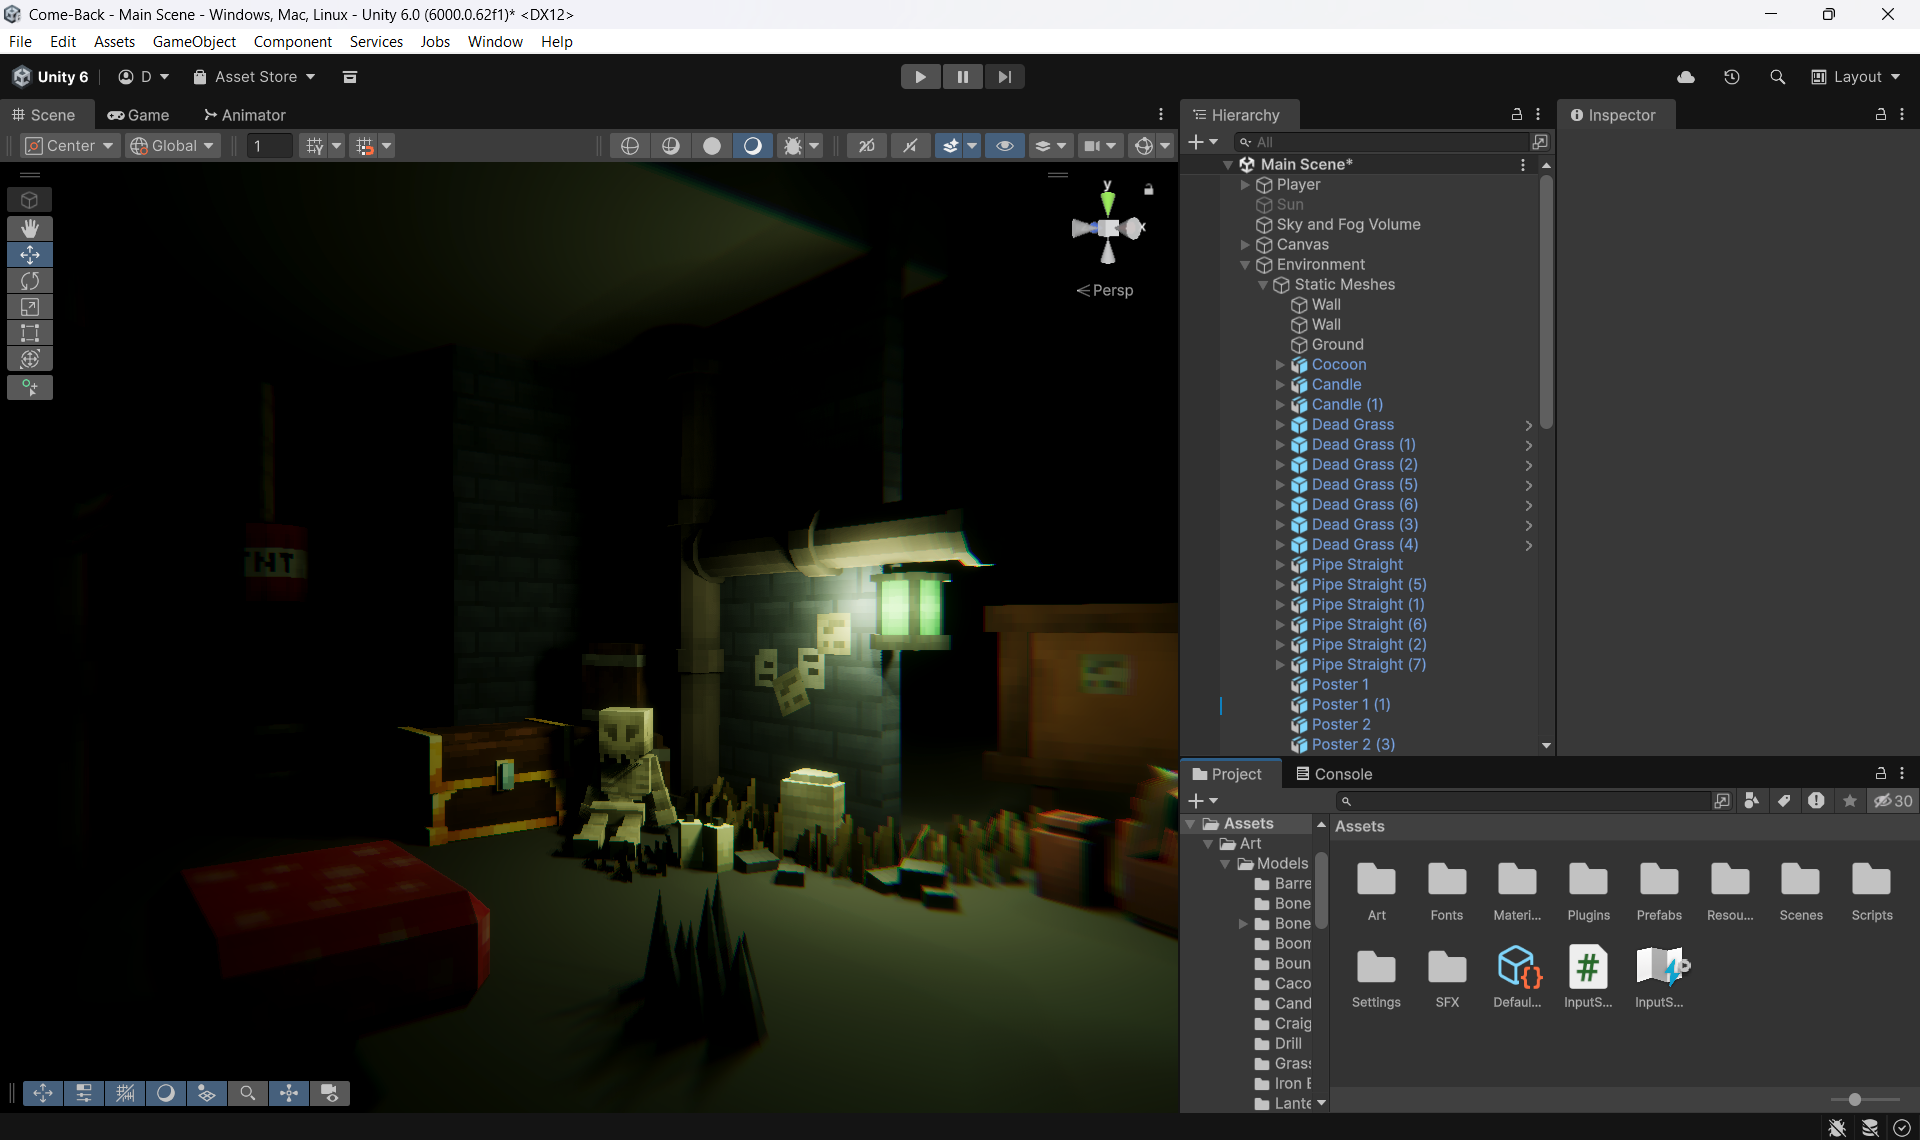 Come-Back - Main Scene - Windows, Mac, Linux - Unity 6.0 (6000.0.62f1)* <DX12>
File Edit Assets GameObject Component Services Jobs Window Help
Unity 6 D Asset Store Layout
Scene Game Animator
Center Global 1 2D
y
x
Persp
TNT
Hierarchy
All
Main Scene*
Player
Sun
Sky and Fog Volume
Canvas
Environment
Static Meshes
Wall
Wall
Ground
Cocoon
Candle
Candle (1)
Dead Grass
Dead Grass (1)
Dead Grass (2)
Dead Grass (5)
Dead Grass (6)
Dead Grass (3)
Dead Grass (4)
Pipe Straight
Pipe Straight (5)
Pipe Straight (1)
Pipe Straight (6)
Pipe Straight (2)
Pipe Straight (7)
Poster 1
Poster 1 (1)
Poster 2
Poster 2 (3)
Inspector
Project Console
30
Assets
Art
Models
Barre
Bone
Bone
Boom
Boun
Caco
Cand
Craig
Drill
Gras
Iron
Lante
Assets
Art Fonts Materi... Plugins Prefabs Resou... Scenes Scripts
Settings SFX Defaul... InputS... InputS...